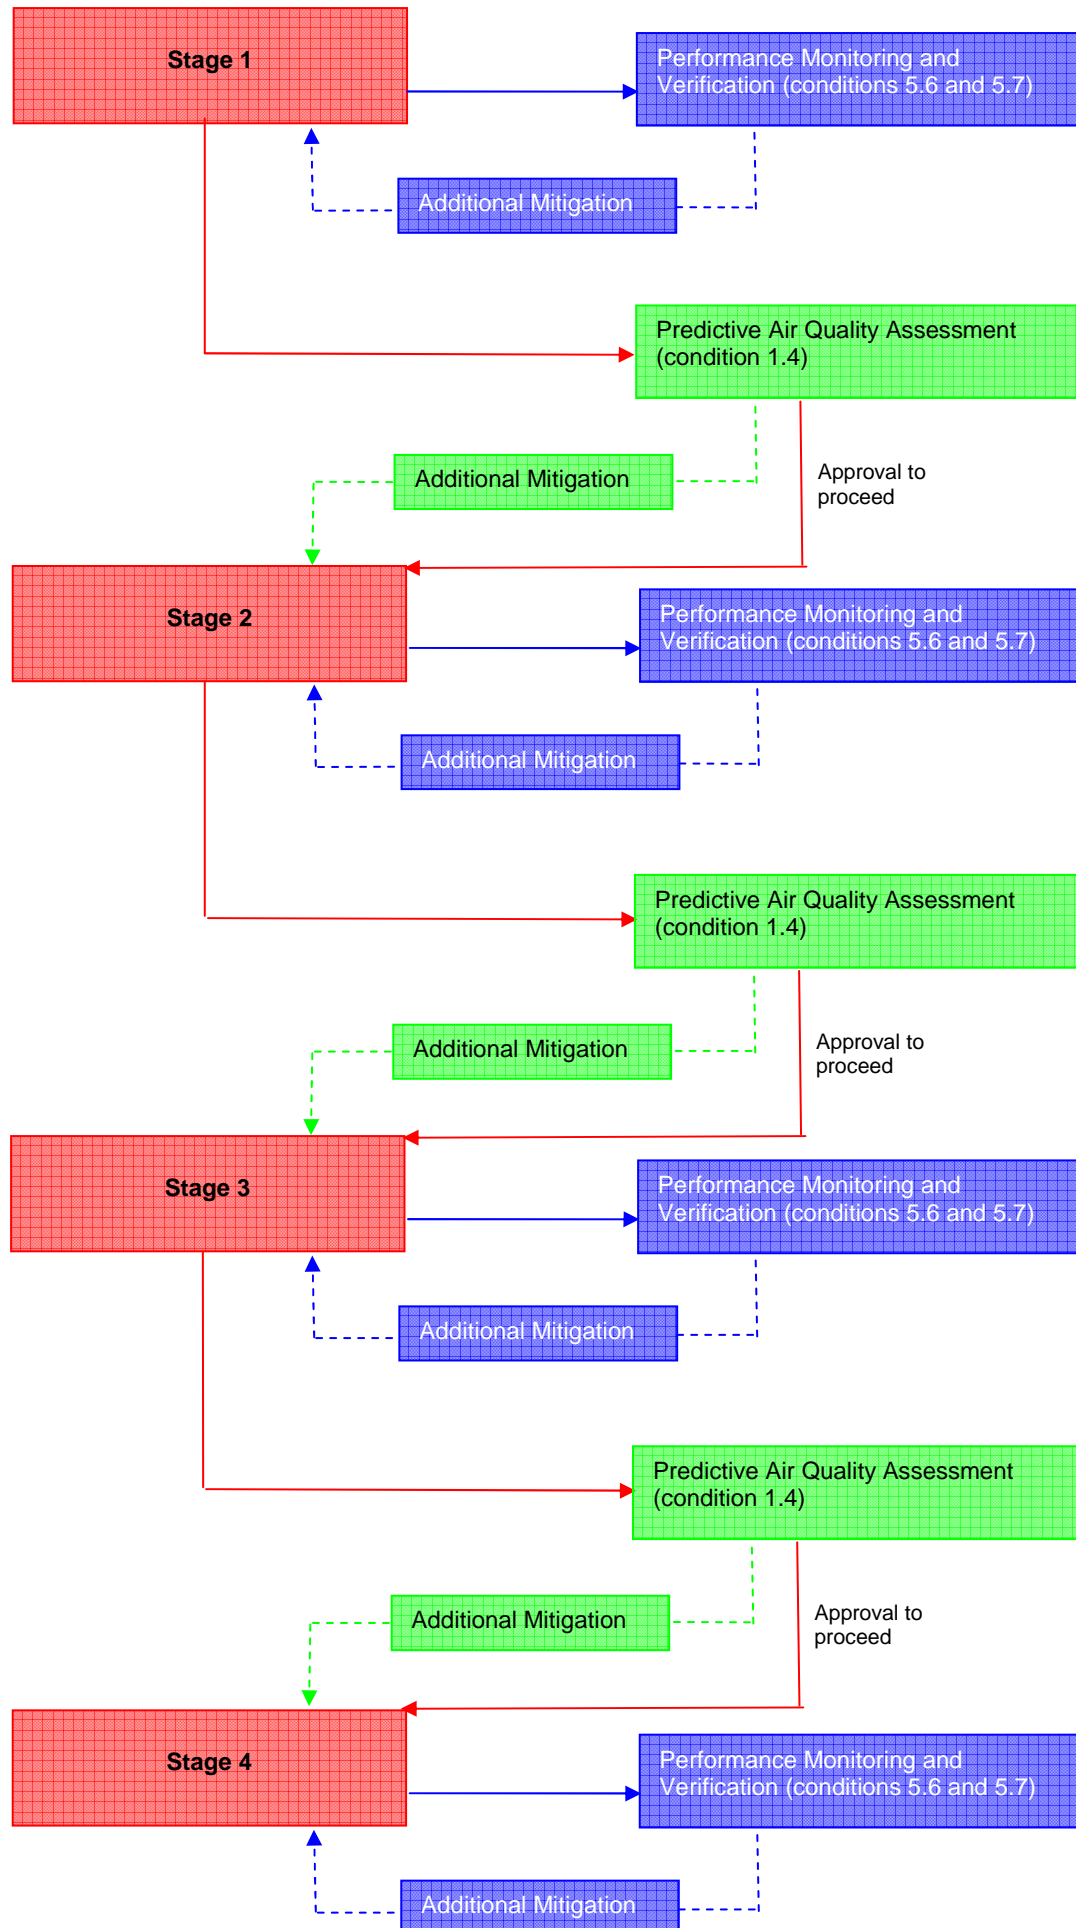 Stage 1
Performance Monitoring and
Verification (conditions 5.6 and 5.7)
Additional Mitigation
Predictive Air Quality Assessment
(condition 1.4)
Additional Mitigation
Approval to
proceed
Stage 2
Performance Monitoring and
Verification (conditions 5.6 and 5.7)
Additional Mitigation
Predictive Air Quality Assessment
(condition 1.4)
Additional Mitigation
Approval to
proceed
Stage 3
Performance Monitoring and
Verification (conditions 5.6 and 5.7)
Additional Mitigation
Predictive Air Quality Assessment
(condition 1.4)
Additional Mitigation
Approval to
proceed
Stage 4
Performance Monitoring and
Verification (conditions 5.6 and 5.7)
Additional Mitigation